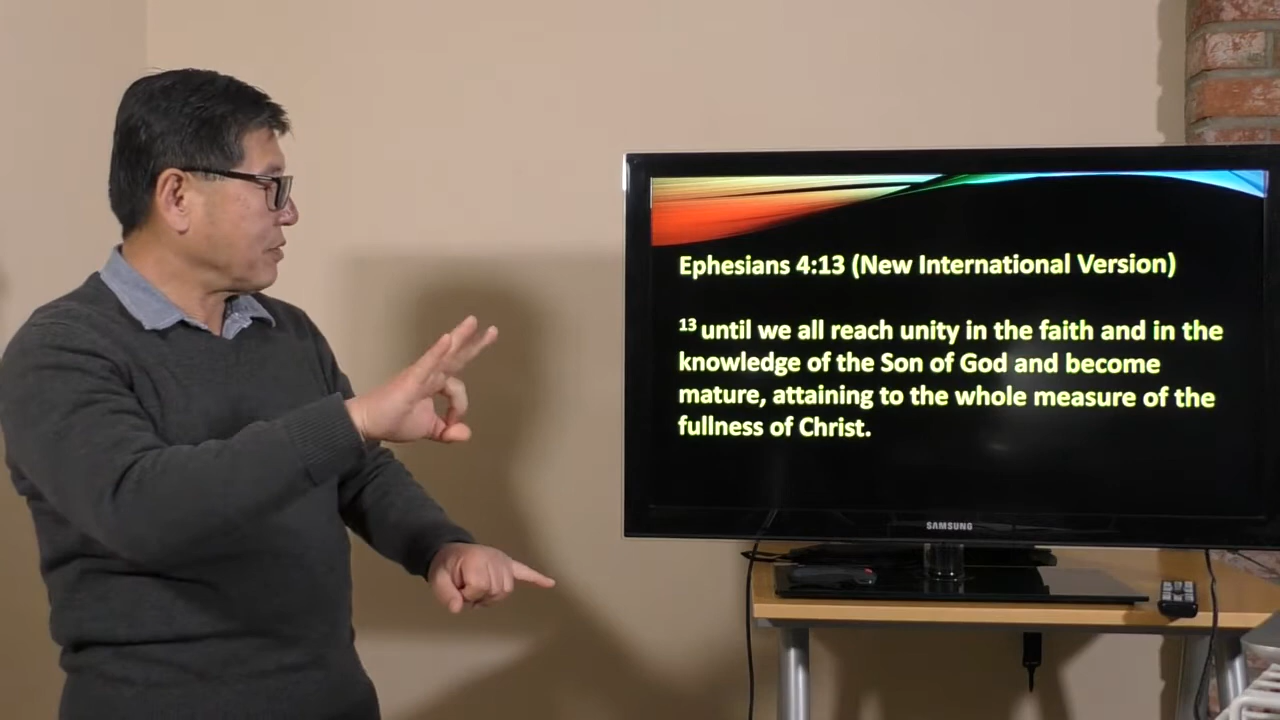 Ephesians 4:13 (New International Version)
13 until we all reach unity in the faith and in the
knowledge of the Son of God and become
mature, attaining to the whole measure of the
fullness of Christ.
SAMSUNG